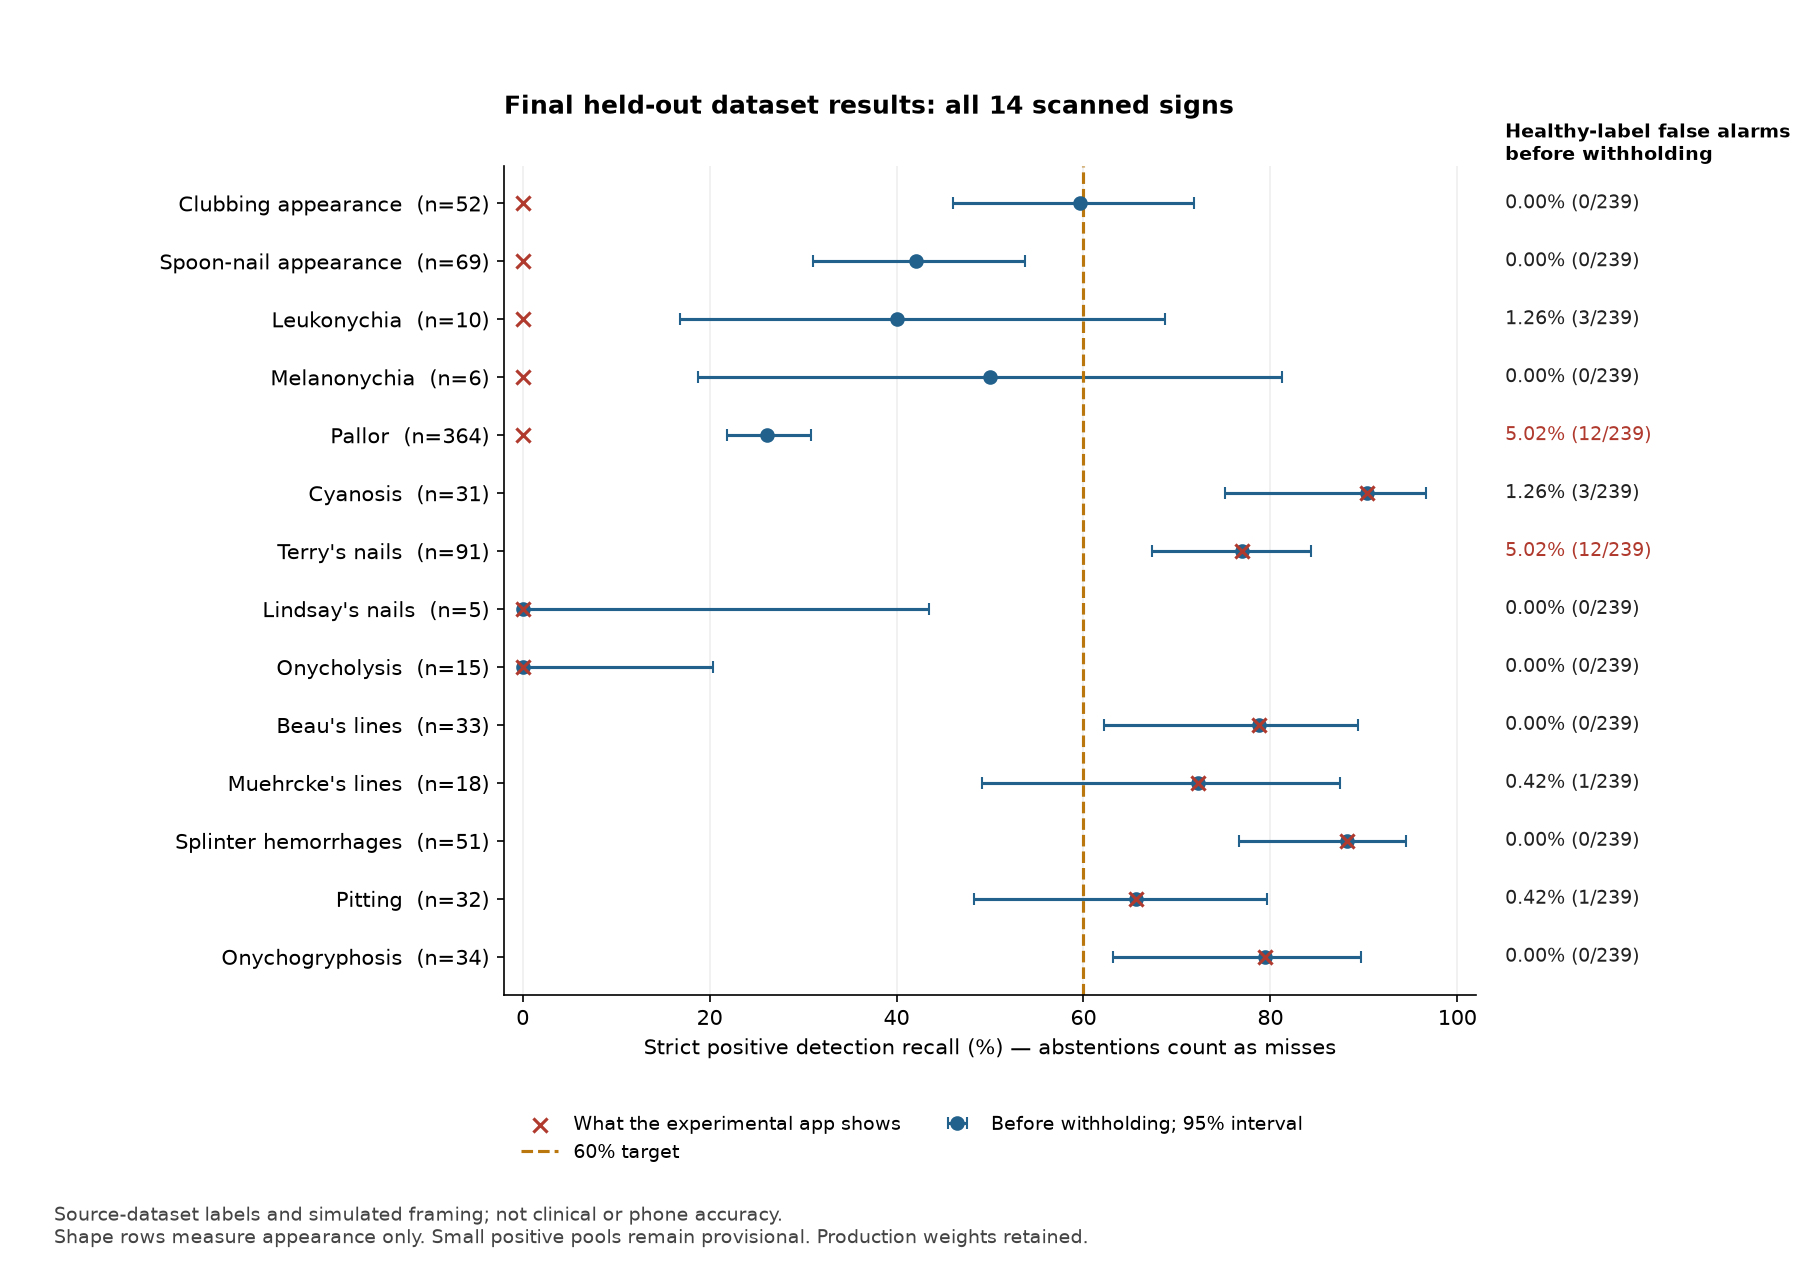 Final held-out dataset results: all 14 scanned signs
Healthy-label false alarms
before withholding
Clubbing appearance (n=52) 0.00% (0/239)
Spoon-nail appearance (n=69) 0.00% (0/239)
Leukonychia (n=10) 1.26% (3/239)
Melanonychia (n=6) 0.00% (0/239)
Pallor (n=364) 5.02% (12/239)
Cyanosis (n=31) 1.26% (3/239)
Terry's nails (n=91) 5.02% (12/239)
Lindsay's nails (n=5) 0.00% (0/239)
Onycholysis (n=15) 0.00% (0/239)
Beau's lines (n=33) 0.00% (0/239)
Muehrcke's lines (n=18) 0.42% (1/239)
Splinter hemorrhages (n=51) 0.00% (0/239)
Pitting (n=32) 0.42% (1/239)
Onychogryphosis (n=34) 0.00% (0/239)
0 20 40 60 80 100
Strict positive detection recall (%) — abstentions count as misses
What the experimental app shows Before withholding; 95% interval
60% target
Source-dataset labels and simulated framing; not clinical or phone accuracy.
Shape rows measure appearance only. Small positive pools remain provisional. Production weights retained.